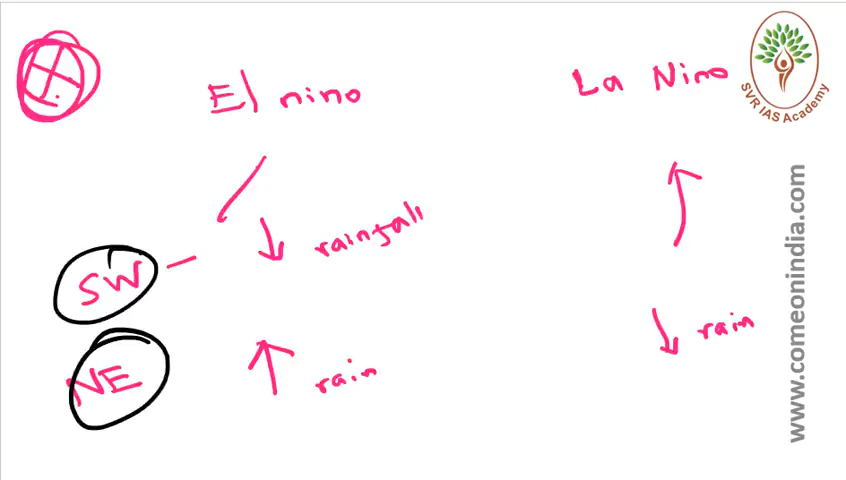 El nino
La Nino
SVR IAS Academy
SW - ↓ rainfall ↑
NE ↑ rain ↓ rain
www.comeonindia.com